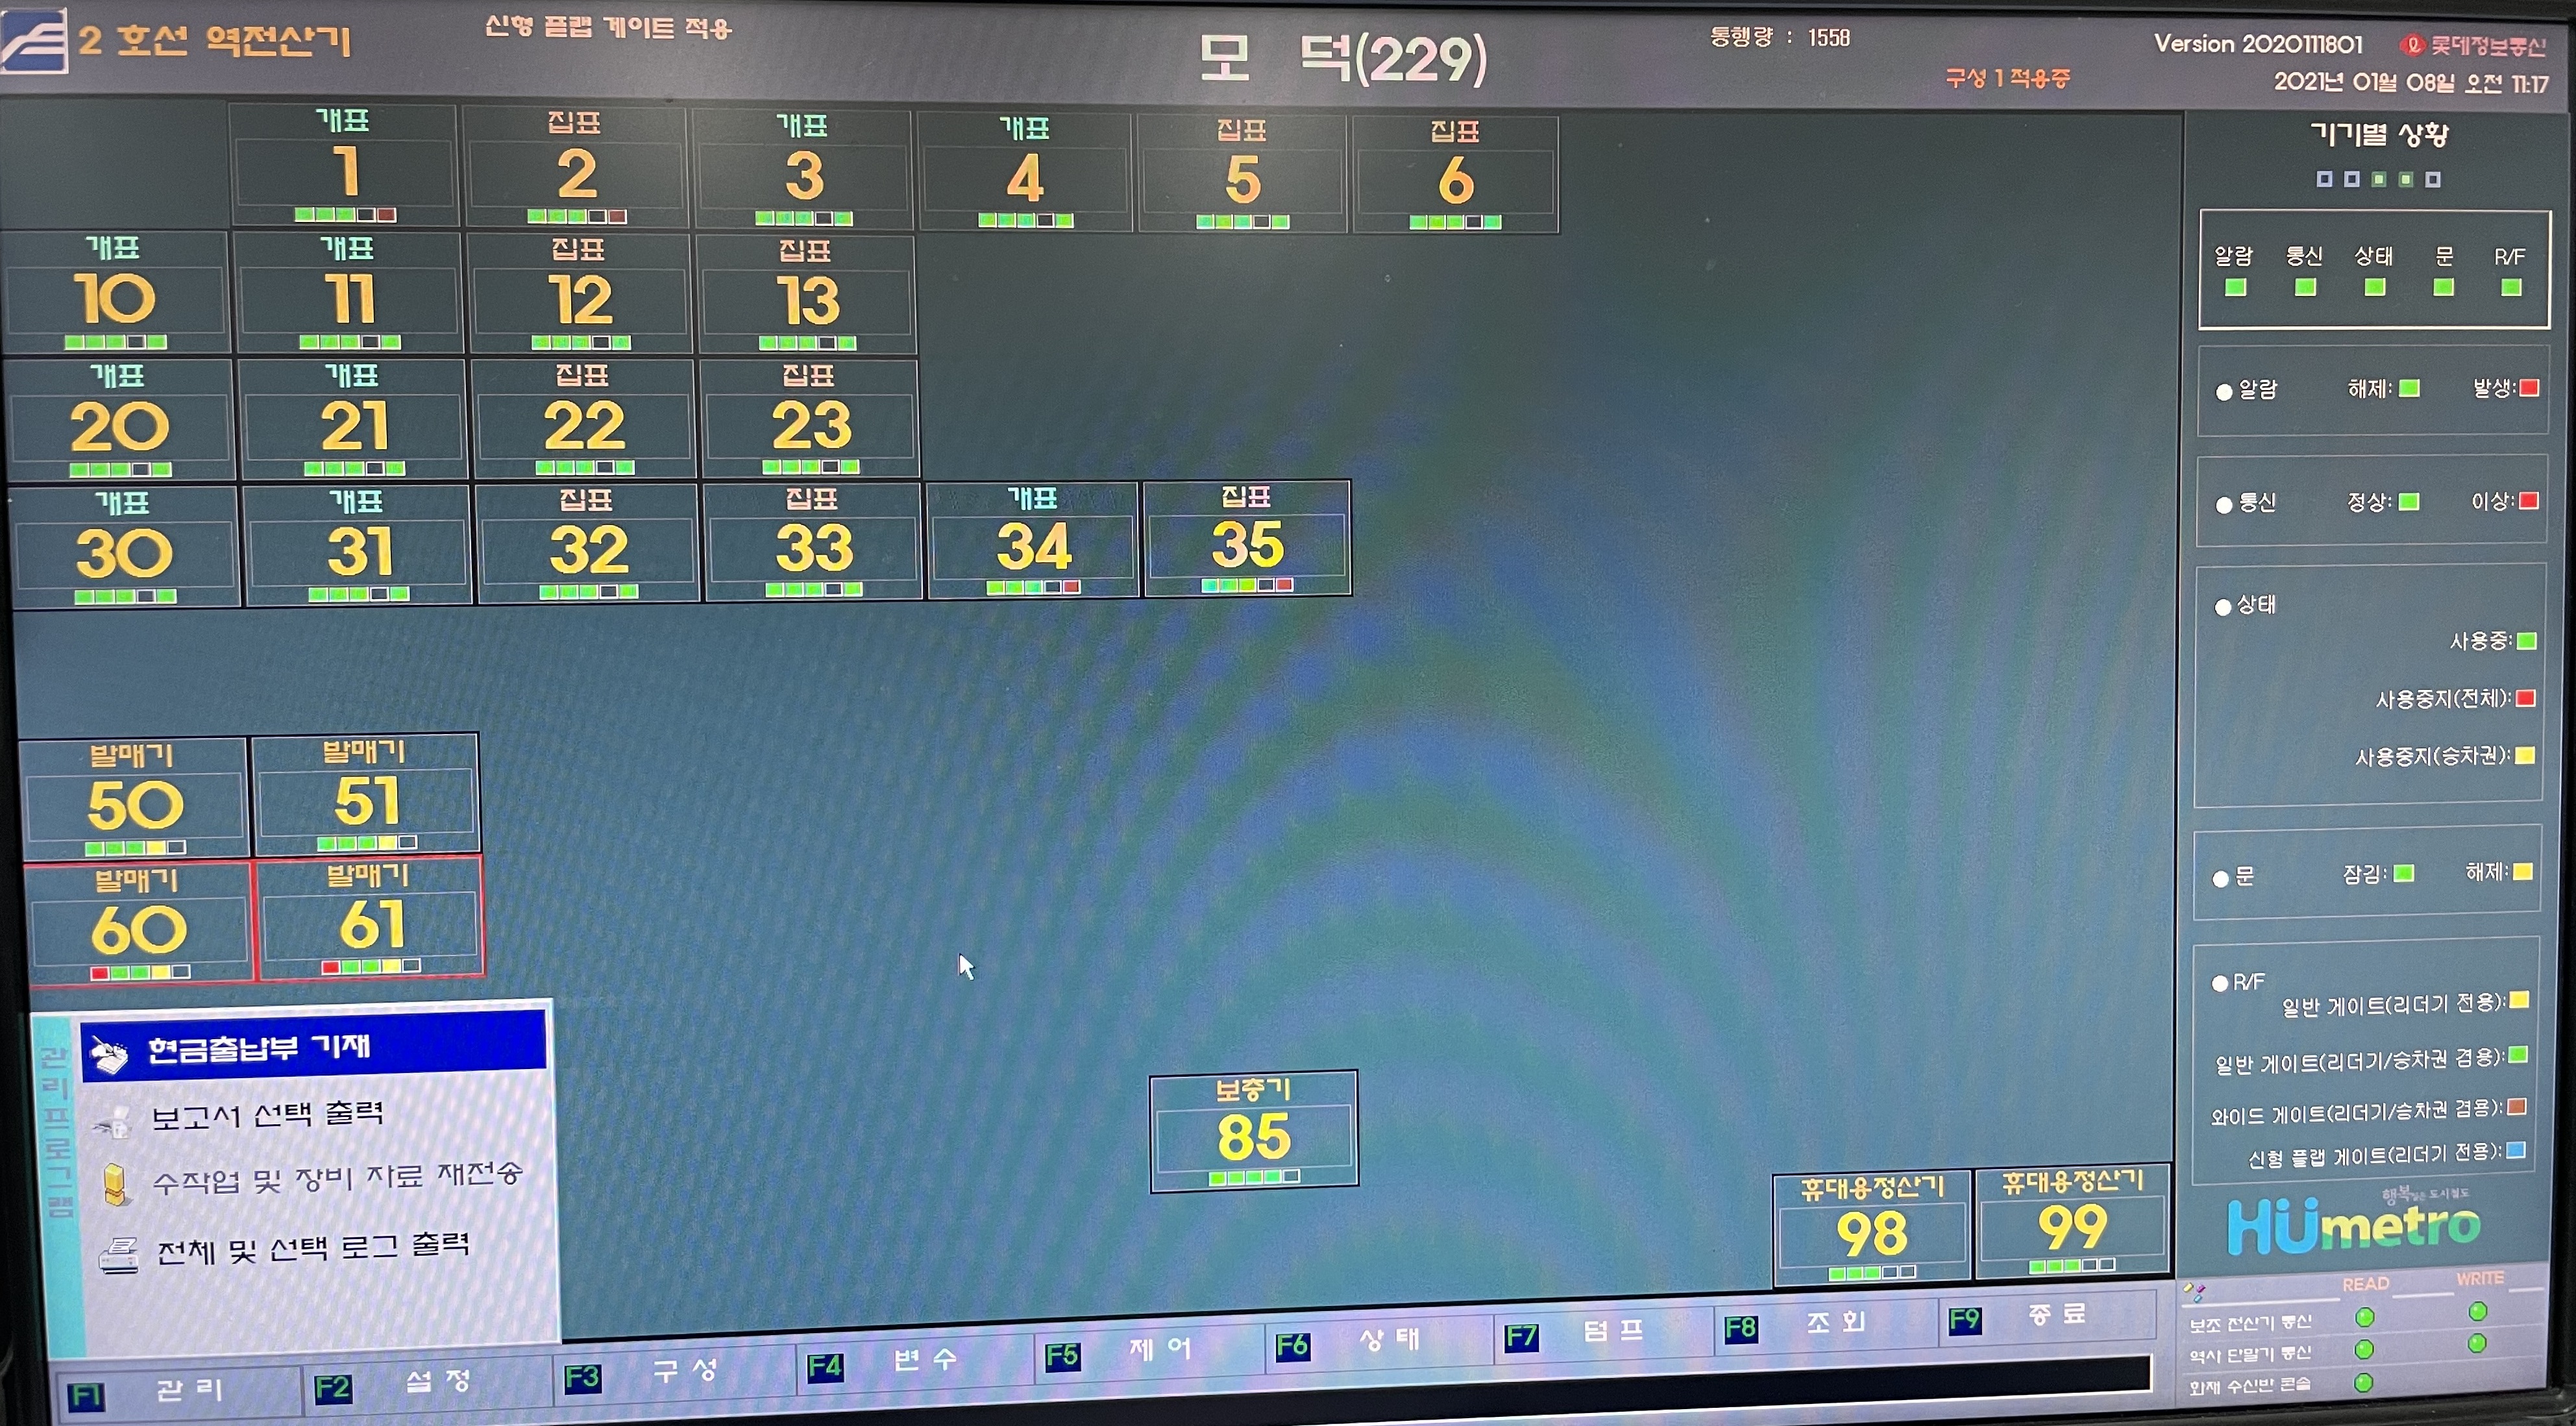 2 호선 역전산기
신형 플랩 게이트 적용
모 덕(229)
통행량 : 1558
구성 1 적용중
Version 2020111801
롯데정보통신
2021년 01월 08일 오전 11:17
개표 집표 개표 개표 집표 집표
1 2 3 4 5 6
개표 개표 집표 집표
10 11 12 13
개표 개표 집표 집표
20 21 22 23
개표 개표 집표 집표 개표 집표
30 31 32 33 34 35
발매기 발매기
50 51
발매기 발매기
60 61
관리프로그램
현금출납부 기재
보고서 선택 출력
수작업 및 장비 자료 재전송
전체 및 선택 로그 출력
보충기
85
휴대용정산기 휴대용정산기
98 99
기기별 상황
알람 통신 상태 문 R/F
알람 해제: 발생:
통신 정상: 이상:
상태
사용중:
사용중지(전체):
사용중지(승차권):
문 잠김: 해제:
R/F
일반 게이트(리더기 전용):
일반 게이트(리더기/승차권 겸용):
와이드 게이트(리더기/승차권 겸용):
신형 플랩 게이트(리더기 전용):
행복 도시철도
Hümetro
READ WRITE
보조 전산기 통신
역사 단말기 통신
화재 수신반 콘솔
F1 관 리 F2 설 정 F3 구 성 F4 변 수 F5 제 어 F6 상 태 F7 덤 프 F8 조 회 F9 종 료